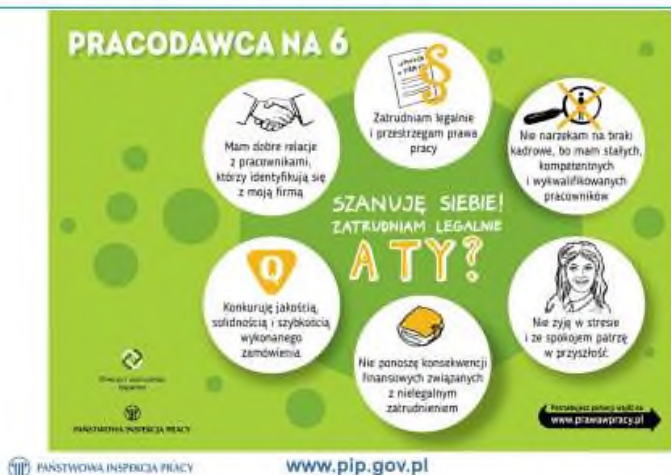 PRACODAWCA NA 6
Zatrudniam legalnie
i przestrzegam prawa
pracy
Mam dobre relacje
z pracownikami,
którzy identyfikują się
z moją firmą
Nie narzekam na braki
kadrowe, bo mam stałych,
kompetentnych
i wykwalifikowanych
pracowników
SZANUJĘ SIEBIE!
ZATRUDNIAM LEGALNIE
A TY?
Q
Konkuruję jakością,
solidnością i szybkością
wykonanego
zamówienia
Nie ponoszę konsekwencji
finansowych związanych
z nielegalnym
zatrudnieniem
Nie żyję w stresie
i ze spokojem patrzę
w przyszłość
PAŃSTWOWA INSPEKCJA PRACY
www.prawawpracy.pl
PAŃSTWOWA INSPEKCJA PRACY
www.pip.gov.pl